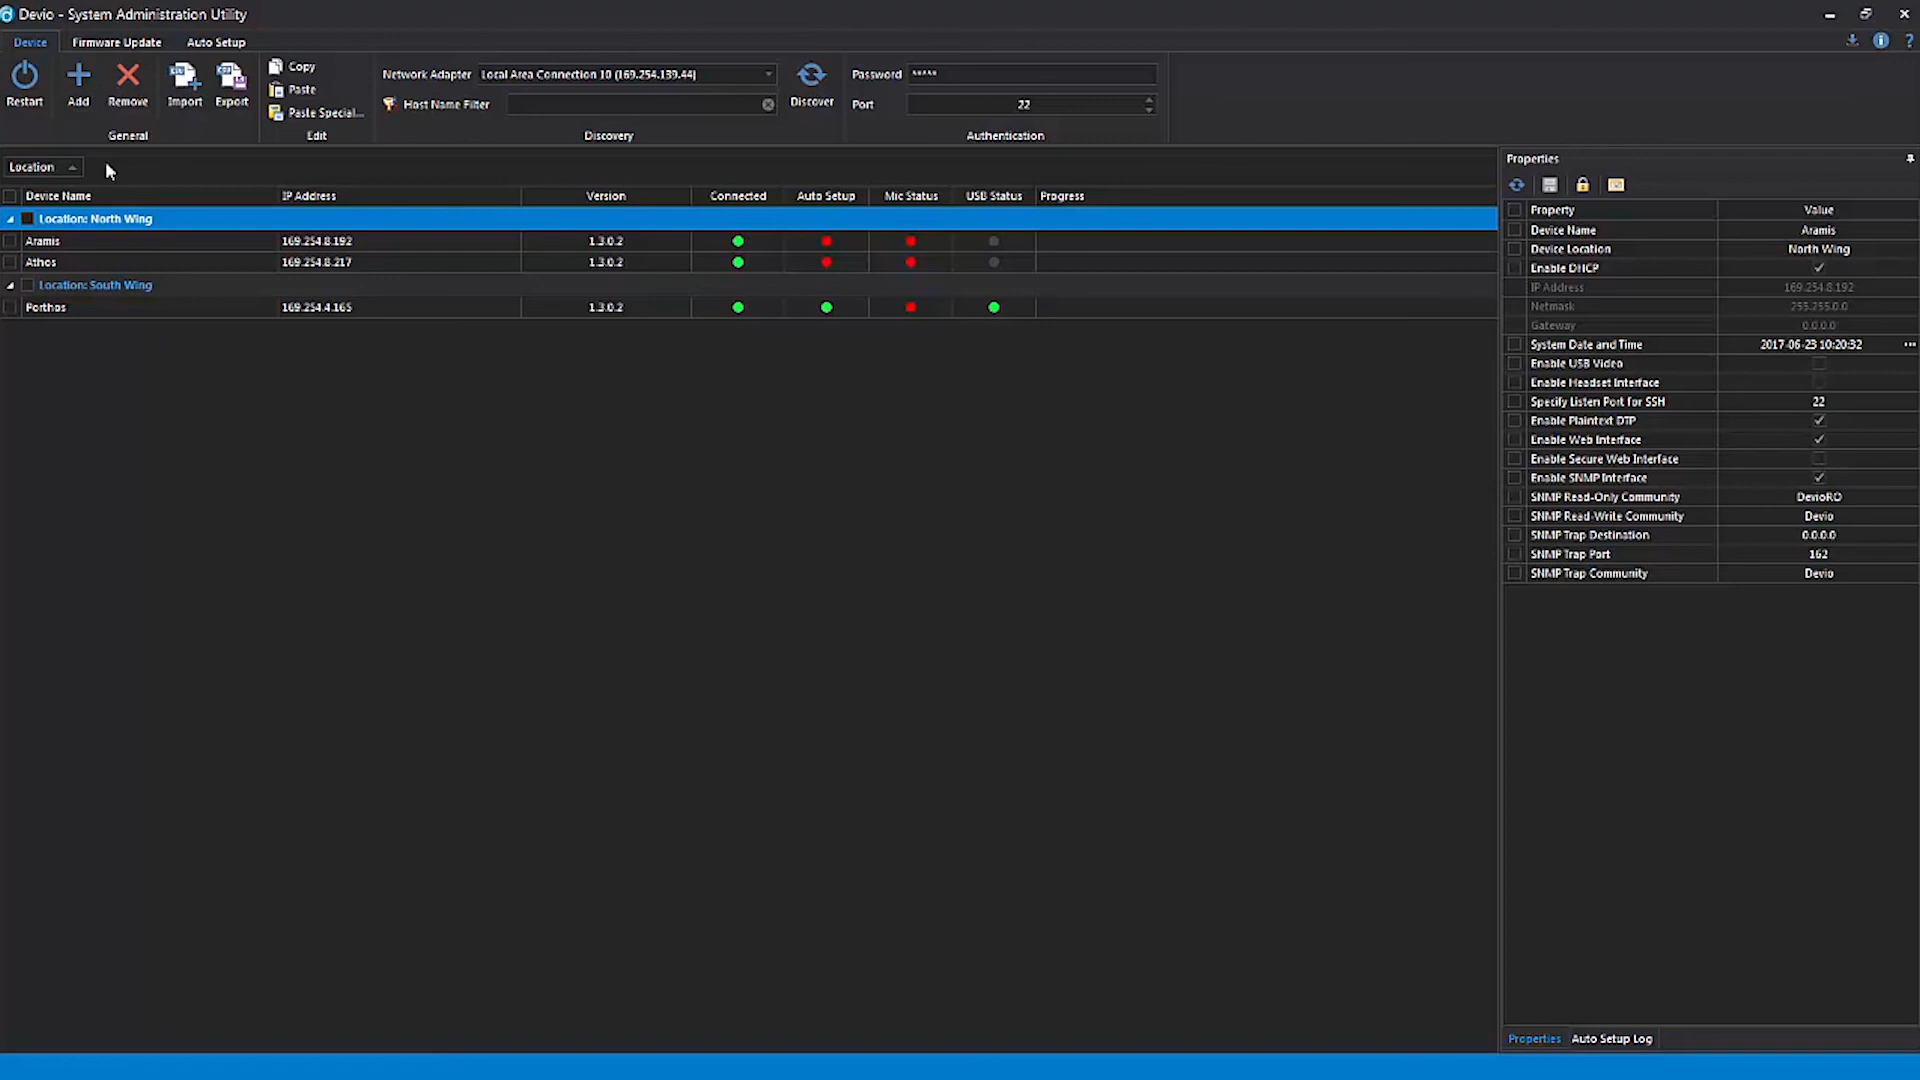 Devio - System Administration Utility
Device Firmware Update Auto Setup
Restart Add Remove Import Export
General
Copy
Paste
Paste Special...
Edit
Network Adapter Local Area Connection 10 (169.254.139.44)
Host Name Filter
Discover
Discovery
Password *****
Port 22
Authentication
Location
Device Name IP Address Version Connected Auto Setup Mic Status USB Status Progress
Location: North Wing
Aramis 169.254.8.192 1.3.0.2
Athos 169.254.8.217 1.3.0.2
Location: South Wing
Porthos 169.254.4.165 1.3.0.2
Properties
Property Value
Device Name Aramis
Device Location North Wing
Enable DHCP
IP Address 169.254.8.192
Netmask 255.255.0.0
Gateway 0.0.0.0
System Date and Time 2017-06-23 10:20:32 ...
Enable USB Video
Enable Headset Interface
Specify Listen Port for SSH 22
Enable Plaintext DTP
Enable Web Interface
Enable Secure Web Interface
Enable SNMP Interface
SNMP Read-Only Community DevioRO
SNMP Read-Write Community Devio
SNMP Trap Destination 0.0.0.0
SNMP Trap Port 162
SNMP Trap Community Devio
Properties Auto Setup Log